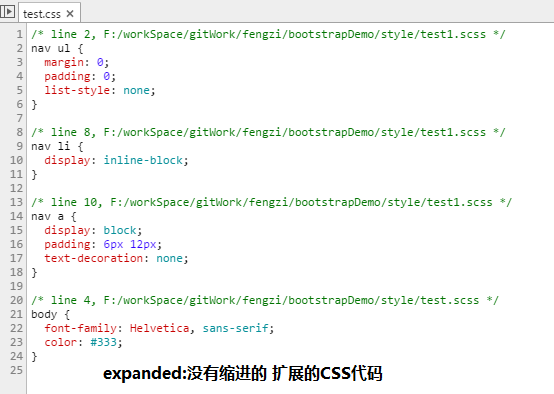 test.css ×
1 /* line 2, F:/workSpace/gitWork/fengzi/bootstrapDemo/style/test1.scss */
2 nav ul {
3   margin: 0;
4   padding: 0;
5   list-style: none;
6 }
7
8 /* line 8, F:/workSpace/gitWork/fengzi/bootstrapDemo/style/test1.scss */
9 nav li {
10   display: inline-block;
11 }
12
13 /* line 10, F:/workSpace/gitWork/fengzi/bootstrapDemo/style/test1.scss */
14 nav a {
15   display: block;
16   padding: 6px 12px;
17   text-decoration: none;
18 }
19
20 /* line 4, F:/workSpace/gitWork/fengzi/bootstrapDemo/style/test.scss */
21 body {
22   font-family: Helvetica, sans-serif;
23   color: #333;
24 }
25
expanded:没有缩进的 扩展的CSS代码